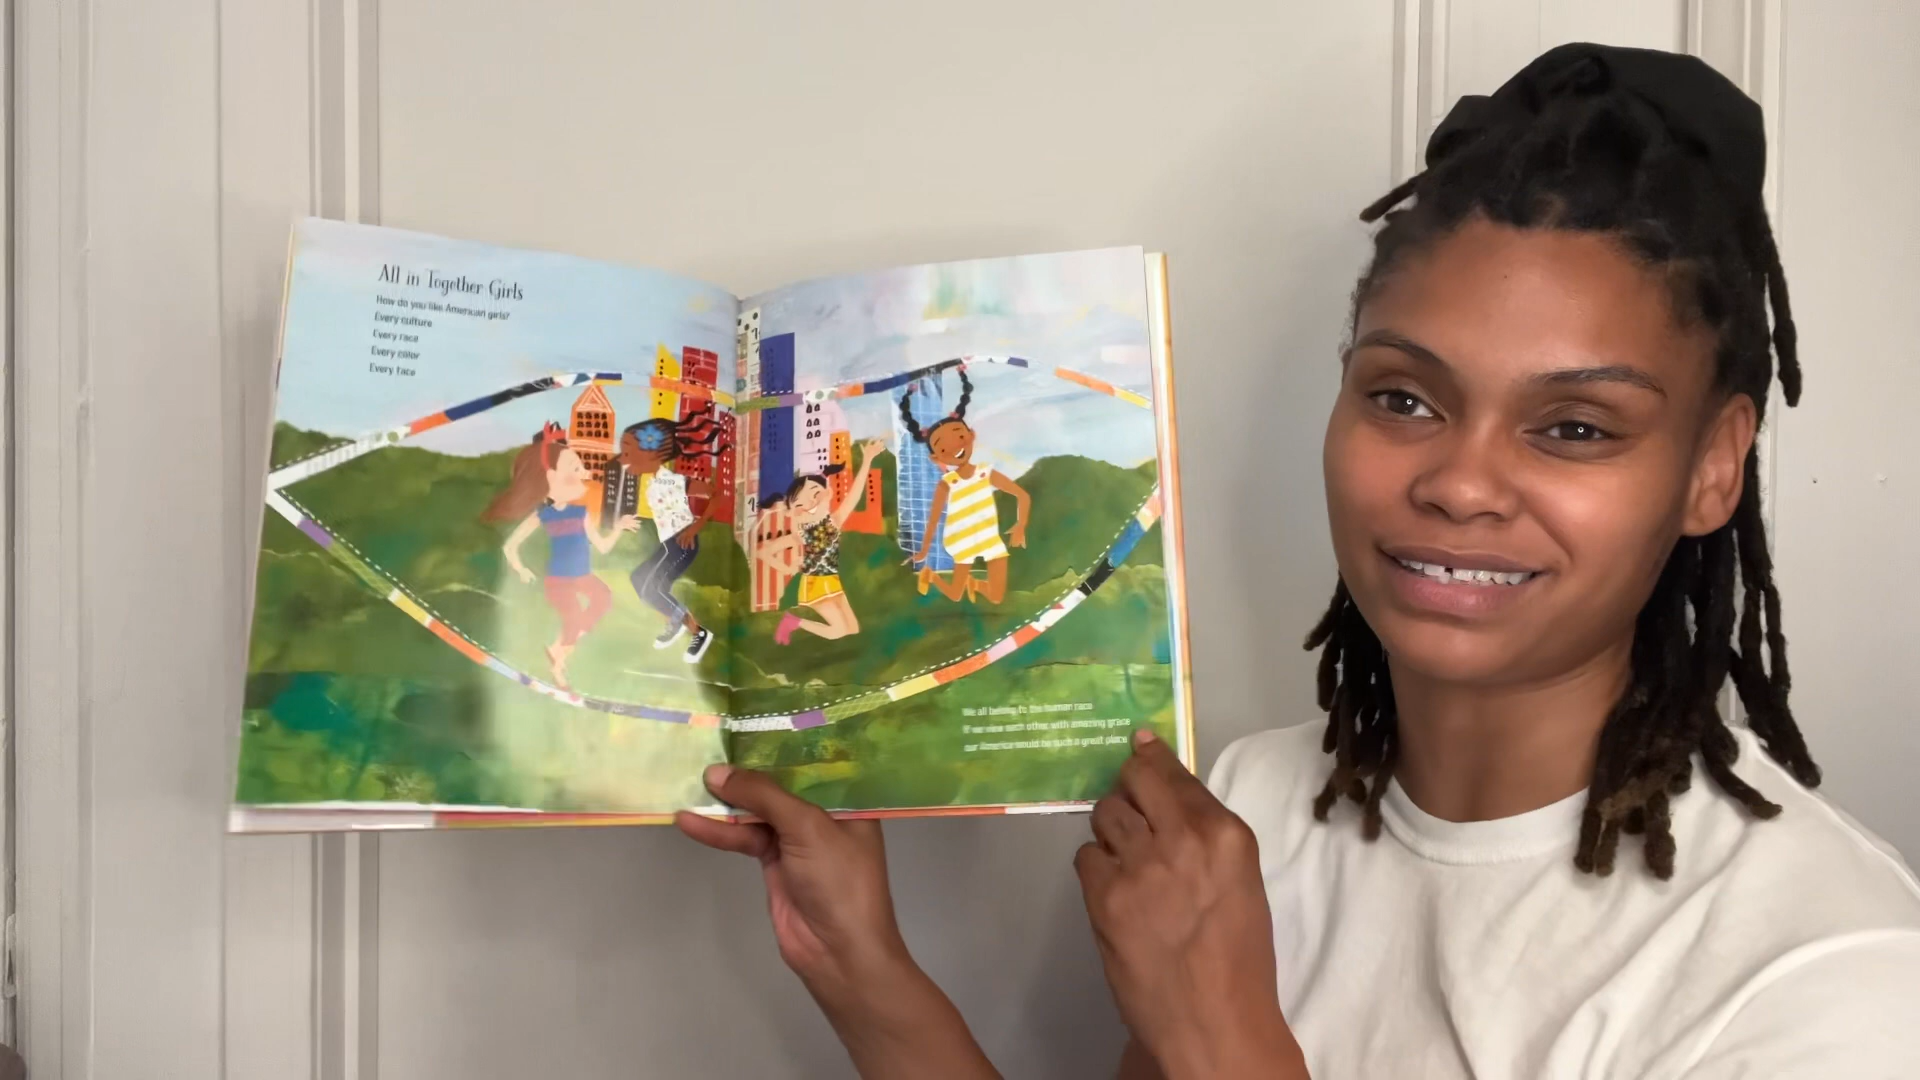 All in Together Girls
How do you like American girls?
Every culture
Every race
Every color
Every face
We all belong to the human race
If we view each other with amazing grace
our America would be such a great place